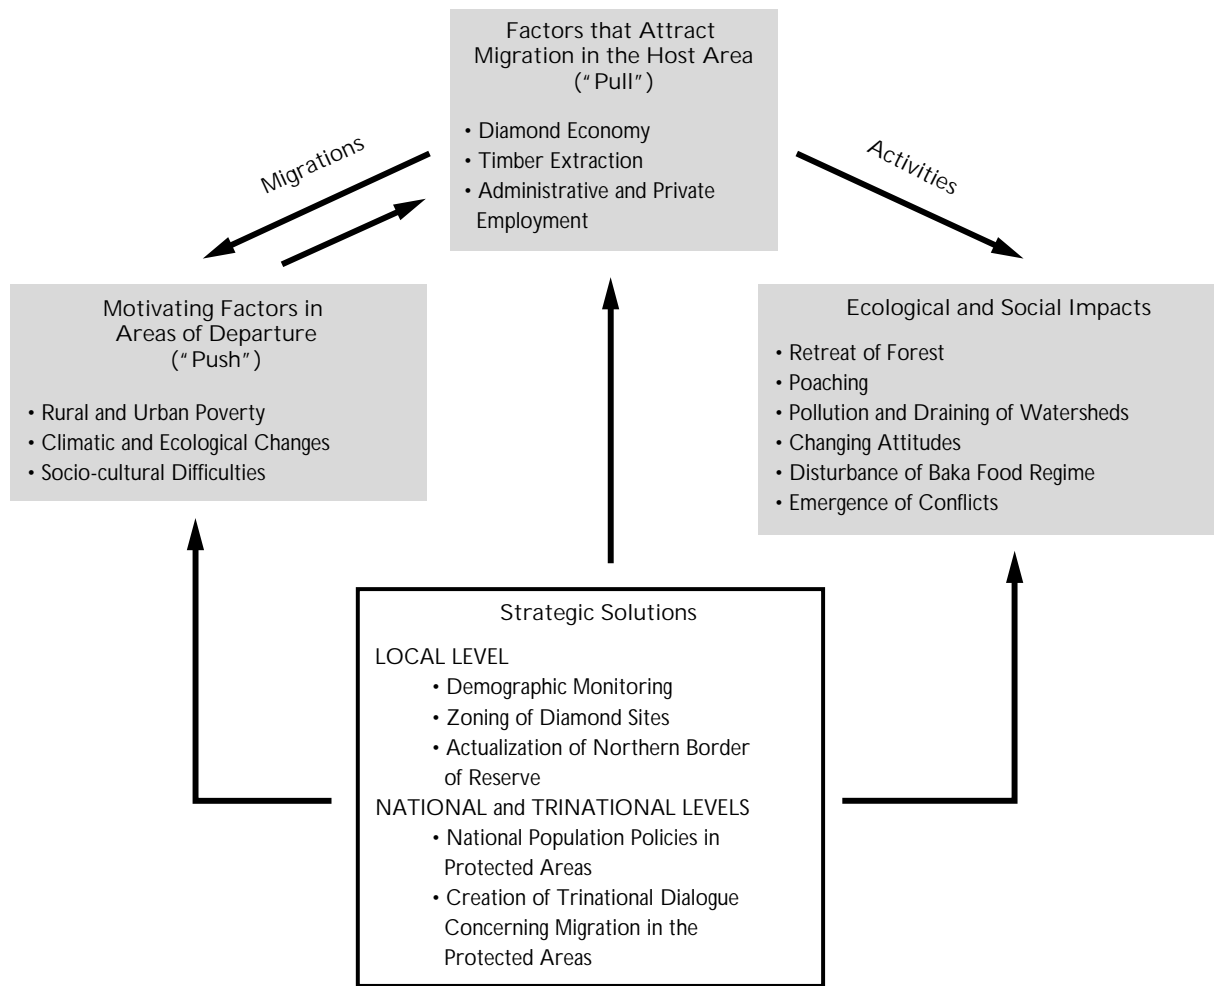 Factors that Attract
Migration in the Host Area
(“Pull”)
• Diamond Economy
• Timber Extraction
• Administrative and Private
Employment
Migrations
Activities
Motivating Factors in
Areas of Departure
(“Push”)
• Rural and Urban Poverty
• Climatic and Ecological Changes
• Socio-cultural Difficulties
Ecological and Social Impacts
• Retreat of Forest
• Poaching
• Pollution and Draining of Watersheds
• Changing Attitudes
• Disturbance of Baka Food Regime
• Emergence of Conflicts
Strategic Solutions
LOCAL LEVEL
• Demographic Monitoring
• Zoning of Diamond Sites
• Actualization of Northern Border
of Reserve
NATIONAL and TRINATIONAL LEVELS
• National Population Policies in
Protected Areas
• Creation of Trinational Dialogue
Concerning Migration in the
Protected Areas